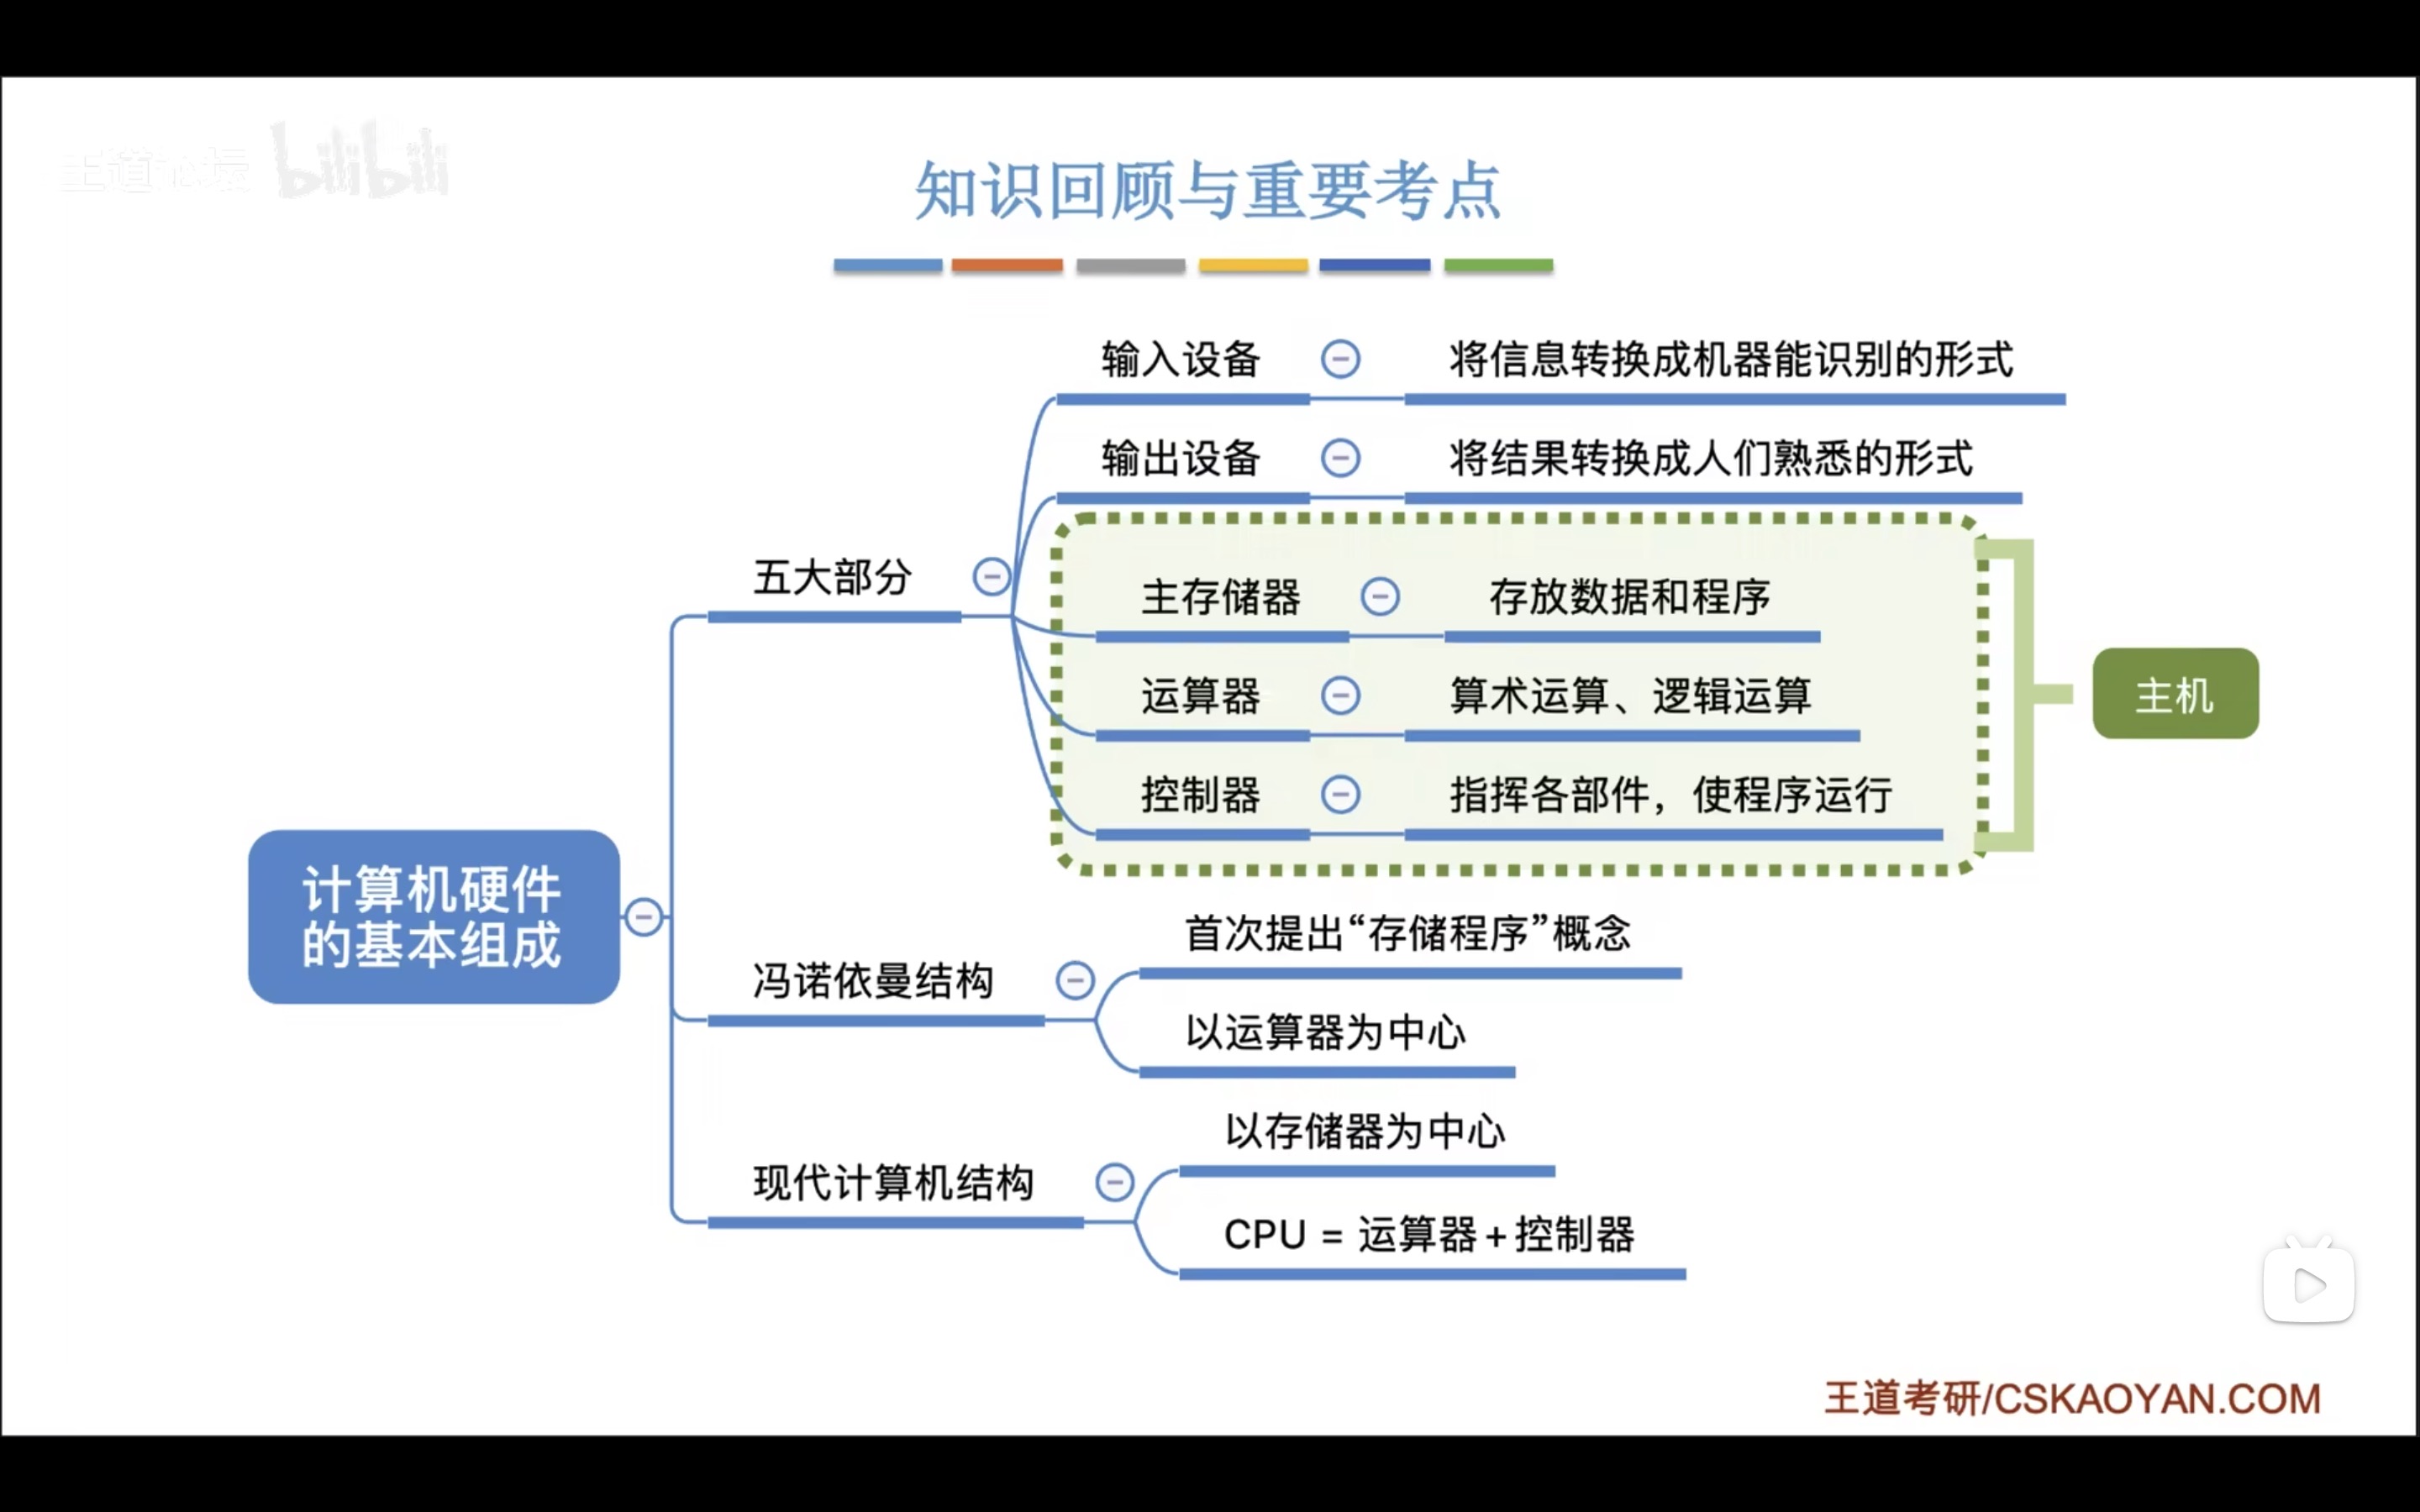 王道论坛 bilibili
知识回顾与重要考点
输入设备 将信息转换成机器能识别的形式
输出设备 将结果转换成人们熟悉的形式
五大部分
主存储器 存放数据和程序
运算器 算术运算、逻辑运算
主机
控制器 指挥各部件，使程序运行
计算机硬件
的基本组成
首次提出“存储程序”概念
冯诺依曼结构
以运算器为中心
以存储器为中心
现代计算机结构
CPU = 运算器+控制器
王道考研/CSKAOYAN.COM